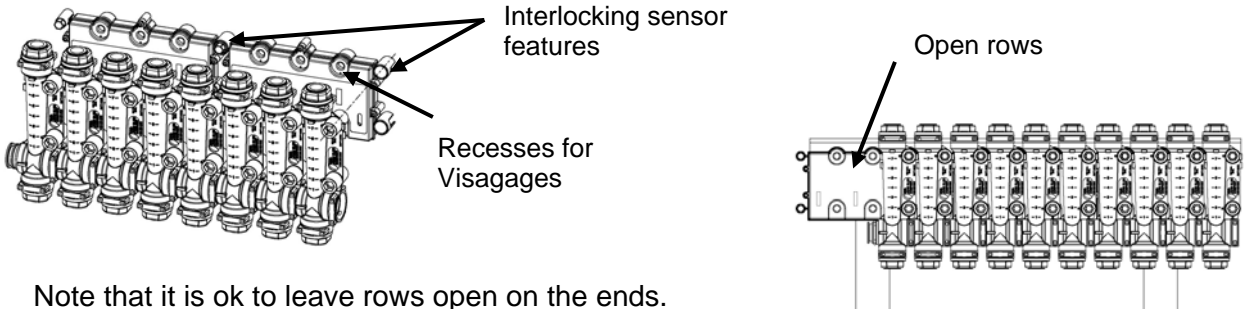 Interlocking sensor
features
Open rows
Recesses for
Visagages
Note that it is ok to leave rows open on the ends.